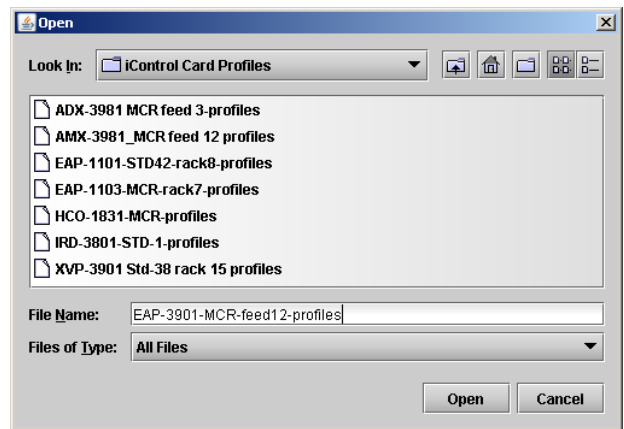 Open
Look In: iControl Card Profiles
ADX-3981 MCR feed 3-profiles
AMX-3981_MCR feed 12 profiles
EAP-1101-STD42-rack8-profiles
EAP-1103-MCR-rack7-profiles
HCO-1831-MCR-profiles
IRD-3801-STD-1-profiles
XVP-3901 Std-38 rack 15 profiles
File Name: EAP-3901-MCR-feed12-profiles
Files of Type: All Files
Open Cancel